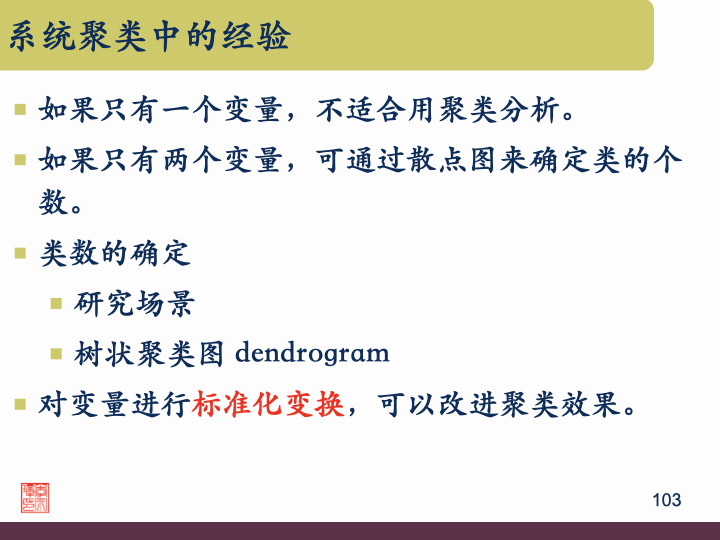 系统聚类中的经验
如果只有一个变量，不适合用聚类分析。
如果只有两个变量，可通过散点图来确定类的个
数。
类数的确定
研究场景
树状聚类图 dendrogram
对变量进行标准化变换，可以改进聚类效果。
103